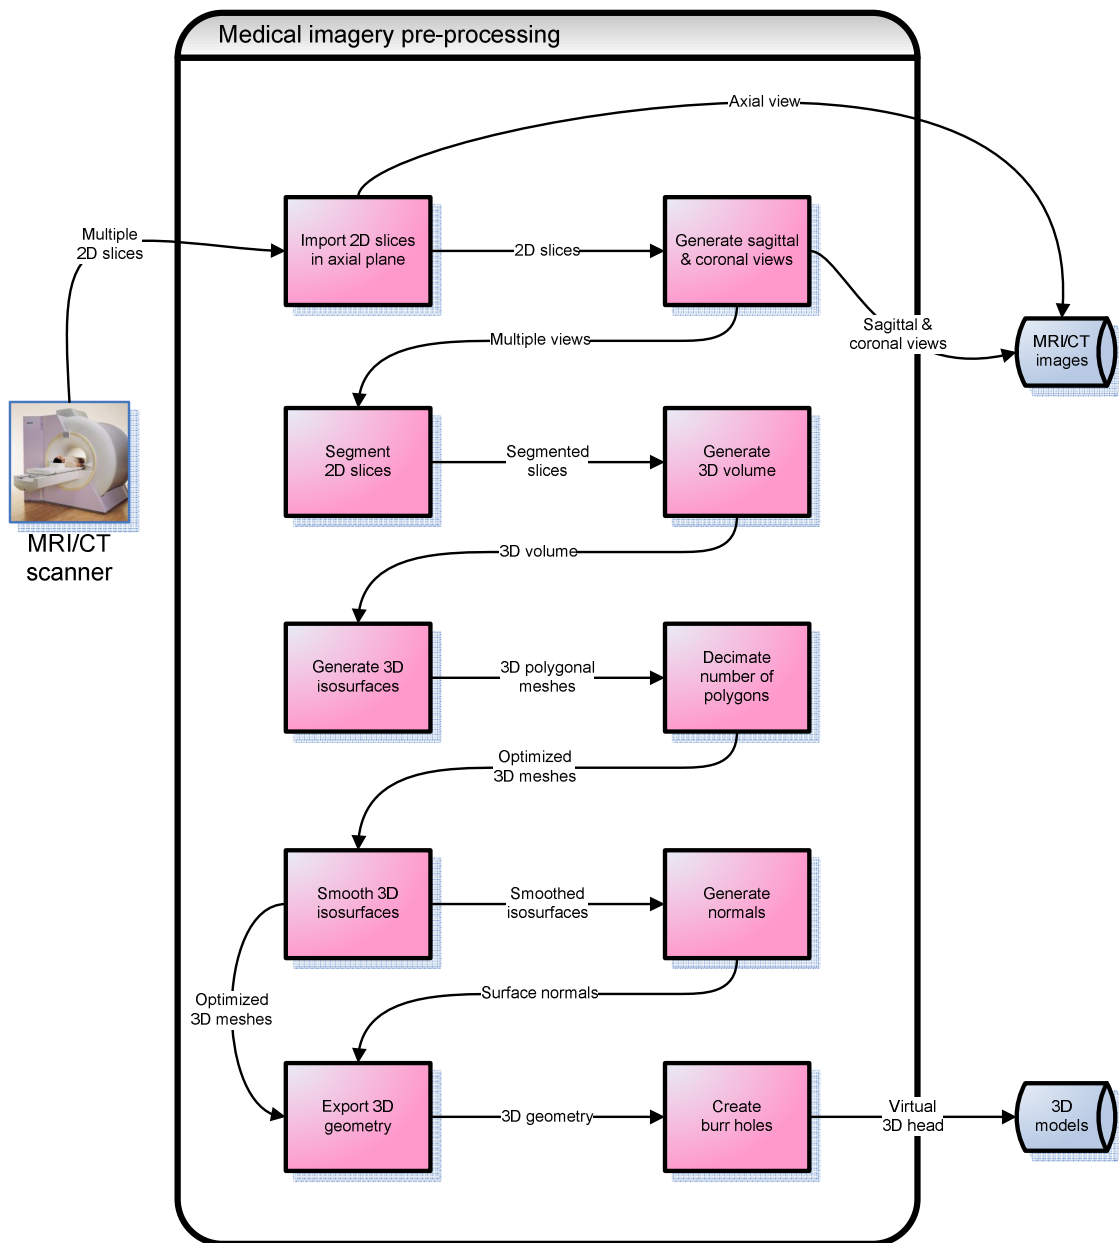 Medical imagery pre-processing
Axial view
Multiple
2D slices
Import 2D slices
in axial plane
2D slices
Generate sagittal
& coronal views
Sagittal &
coronal views
MRI/CT
images
Multiple views
Segment
2D slices
Segmented
slices
Generate
3D volume
MRI/CT
scanner
3D volume
Generate 3D
isosurfaces
3D polygonal
meshes
Decimate
number of
polygons
Optimized
3D meshes
Smooth 3D
isosurfaces
Smoothed
isosurfaces
Generate
normals
Optimized
3D meshes
Surface normals
Export 3D
geometry
3D geometry
Create
burr holes
Virtual
3D head
3D
models